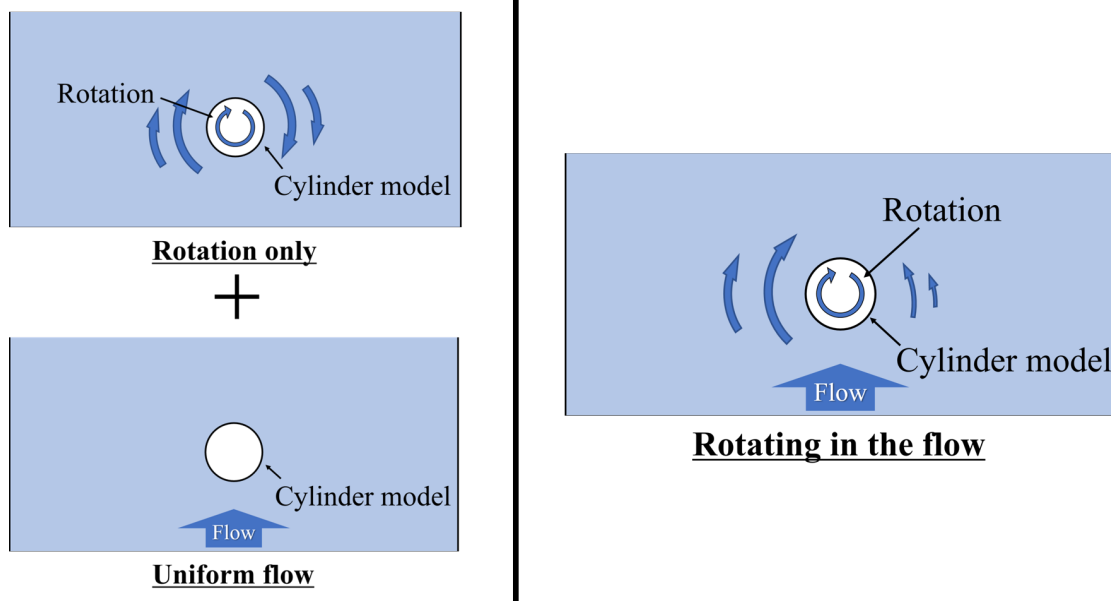 Rotation
Cylinder model
Rotation only
+
Flow
Cylinder model
Uniform flow
Rotation
Cylinder model
Flow
Rotating in the flow